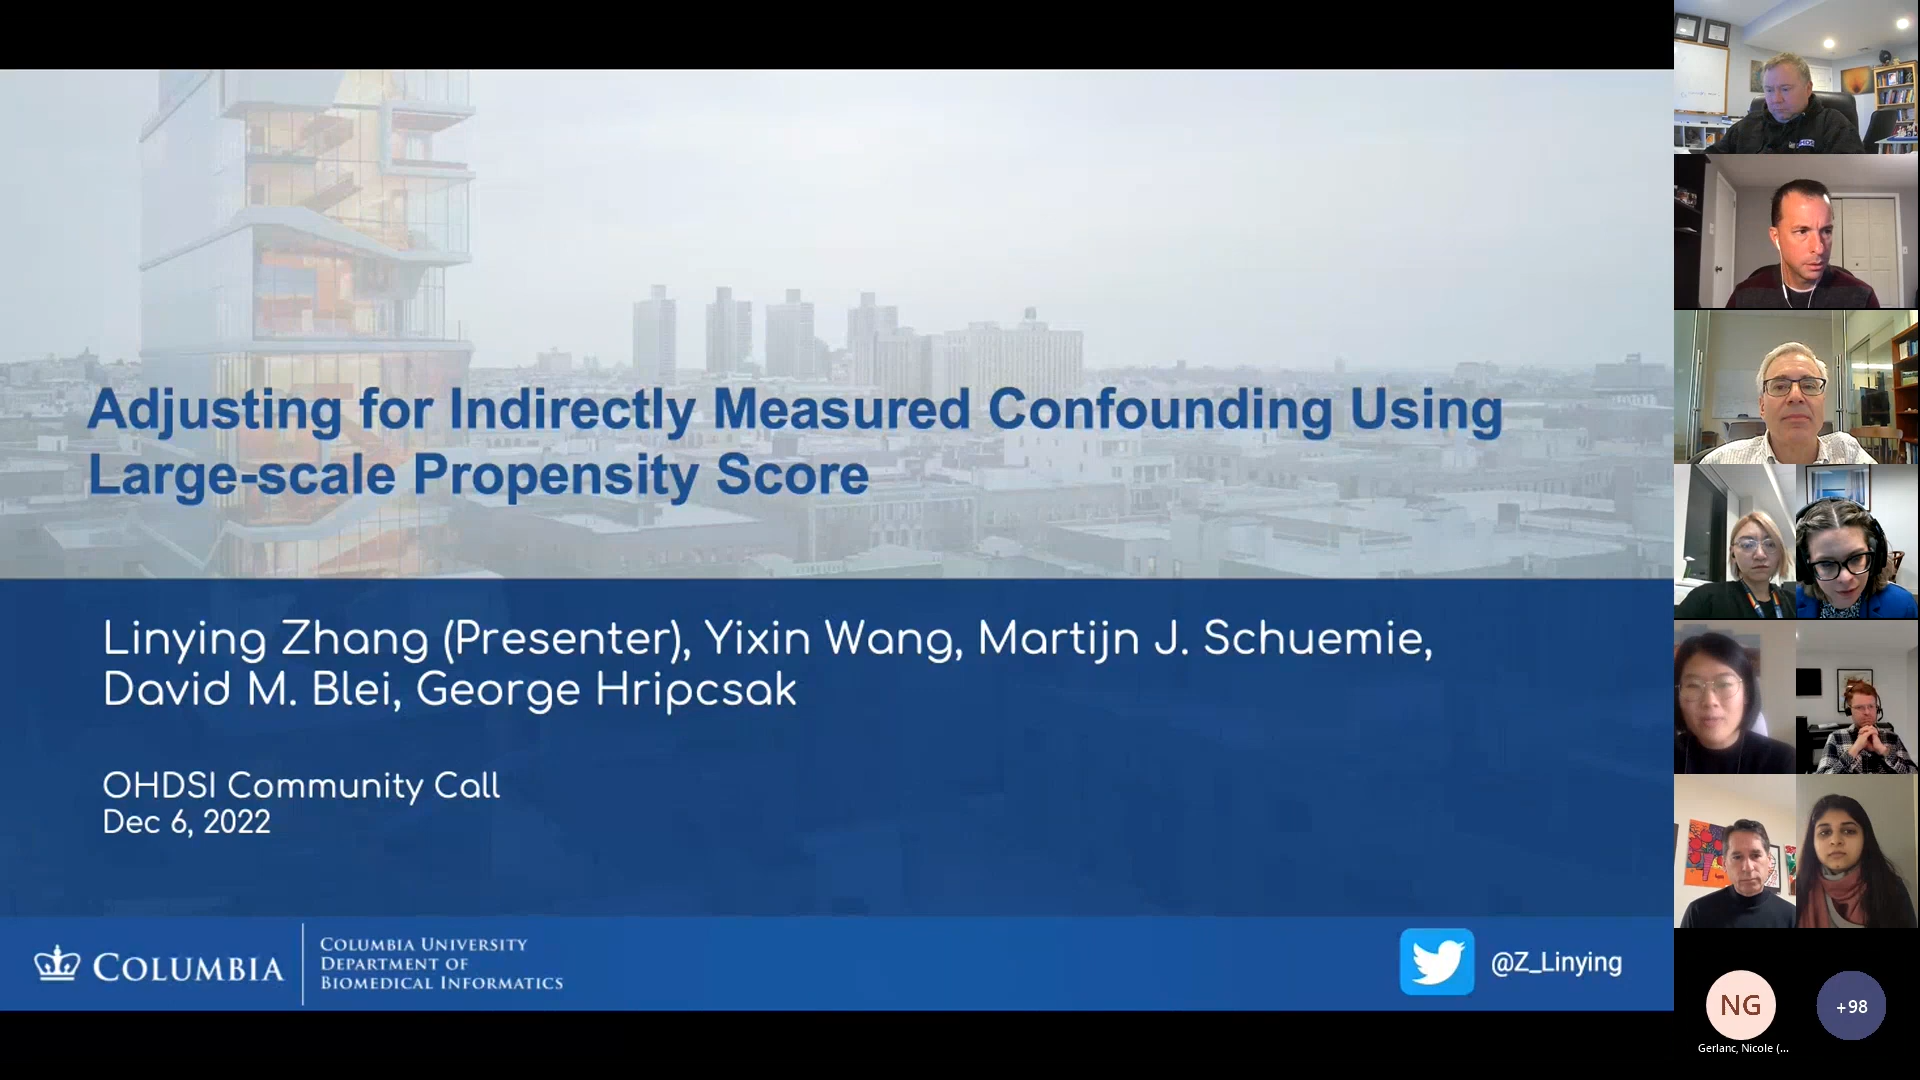 Adjusting for Indirectly Measured Confounding Using
Large-scale Propensity Score
Linying Zhang (Presenter), Yixin Wang, Martijn J. Schuemie,
David M. Blei, George Hripcsak
OHDSI Community Call
Dec 6, 2022
COLUMBIA
COLUMBIA UNIVERSITY
DEPARTMENT OF
BIOMEDICAL INFORMATICS
@Z_Linying
NG
+98
Gerlanc, Nicole (...